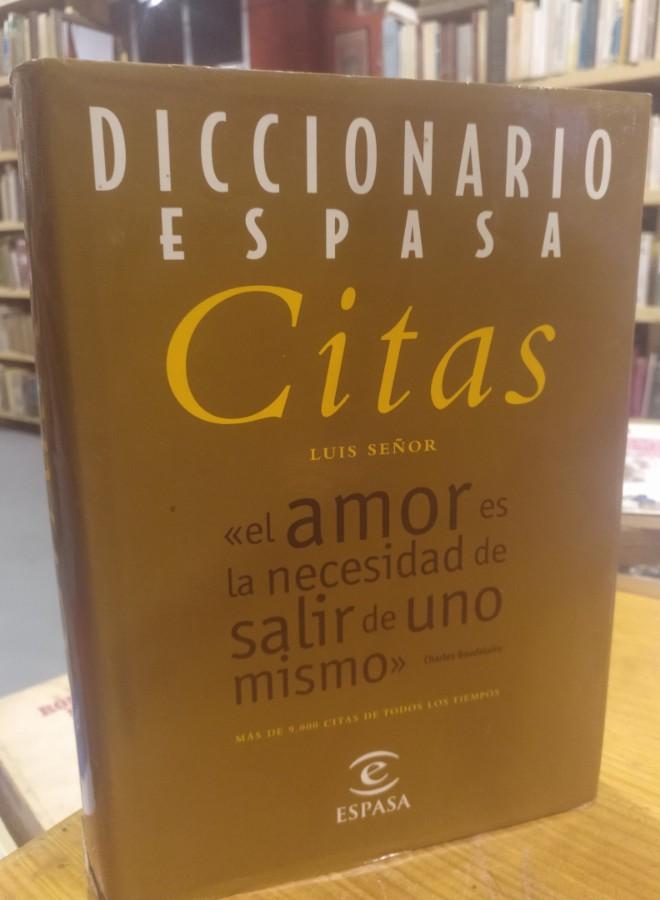 DICCIONARIO
ESPASA
Citas
LUIS SEÑOR
«el amor es
la necesidad de
salir de uno
mismo» Charles Baudelaire
MÁS DE 9.000 CITAS DE TODOS LOS TIEMPOS
e
ESPASA